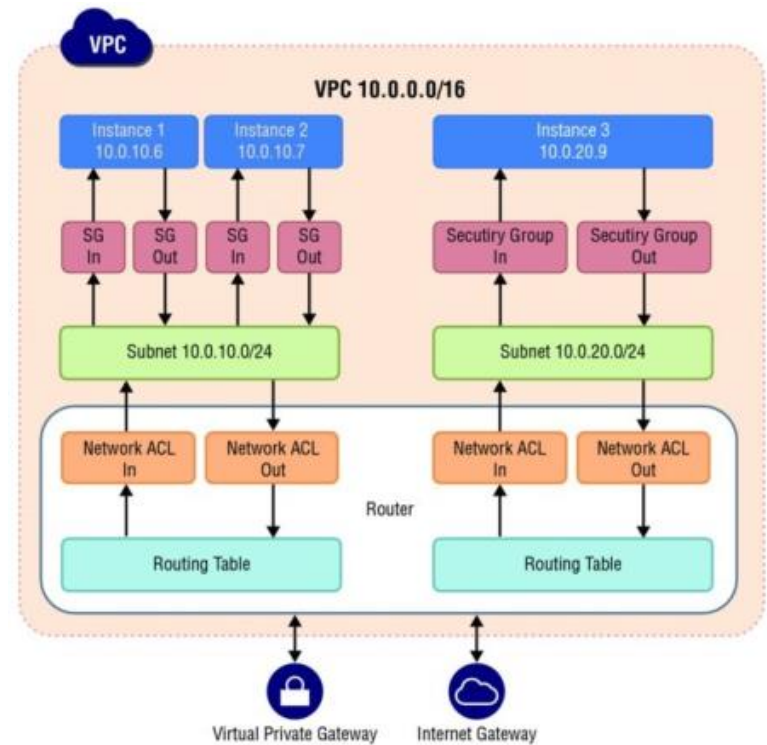 VPC
VPC 10.0.0.0/16
Instance 1
10.0.10.6
Instance 2
10.0.10.7
Instance 3
10.0.20.9
SG
In
SG
Out
SG
In
SG
Out
Secutiry Group
In
Secutiry Group
Out
Subnet 10.0.10.0/24
Subnet 10.0.20.0/24
Network ACL
In
Network ACL
Out
Network ACL
In
Network ACL
Out
Router
Routing Table
Routing Table
Virtual Private Gateway
Internet Gateway